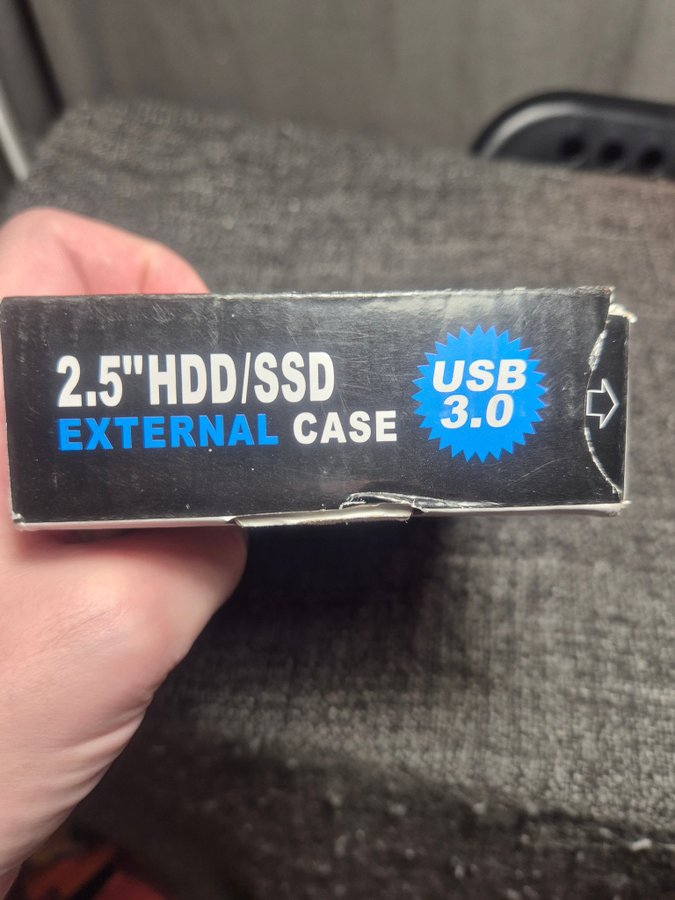 2.5"HDD/SSD
EXTERNAL CASE
USB
3.0